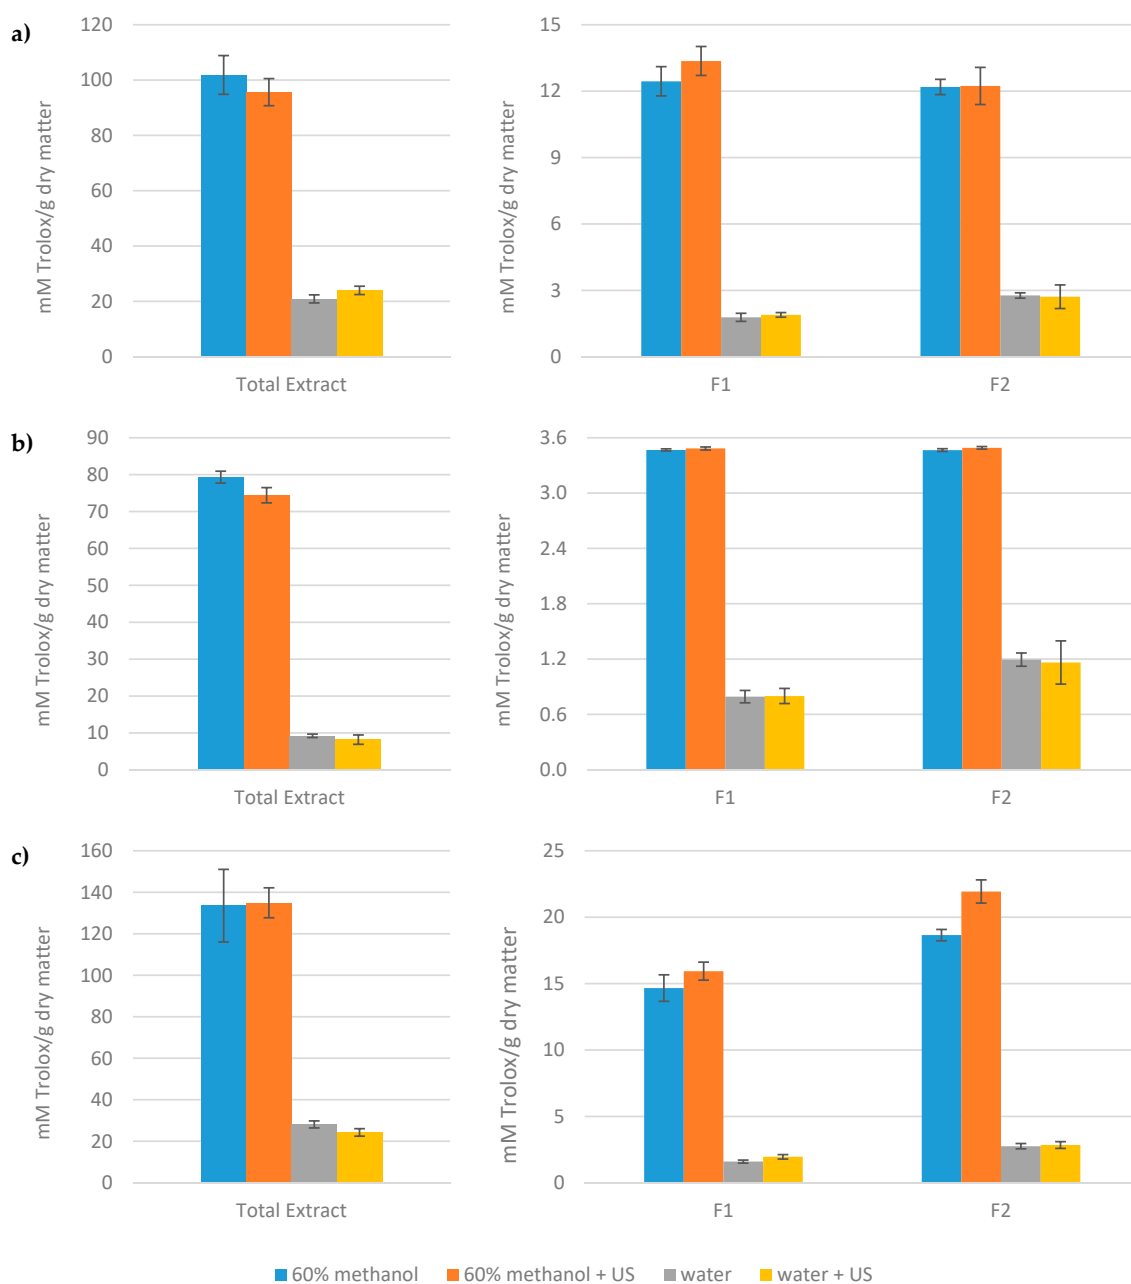 a)
mM Trolox/g dry matter
120
100
80
60
40
20
0
Total Extract
mM Trolox/g dry matter
15
12
9
6
3
0
F1 F2
b)
mM Trolox/g dry matter
90
80
70
60
50
40
30
20
10
0
Total Extract
mM Trolox/g dry matter
3.6
3.0
2.4
1.8
1.2
0.6
0.0
F1 F2
c)
mM Trolox/g dry matter
160
140
120
100
80
60
40
20
0
Total Extract
mM Trolox/g dry matter
25
20
15
10
5
0
F1 F2
60% methanol 60% methanol + US water water + US